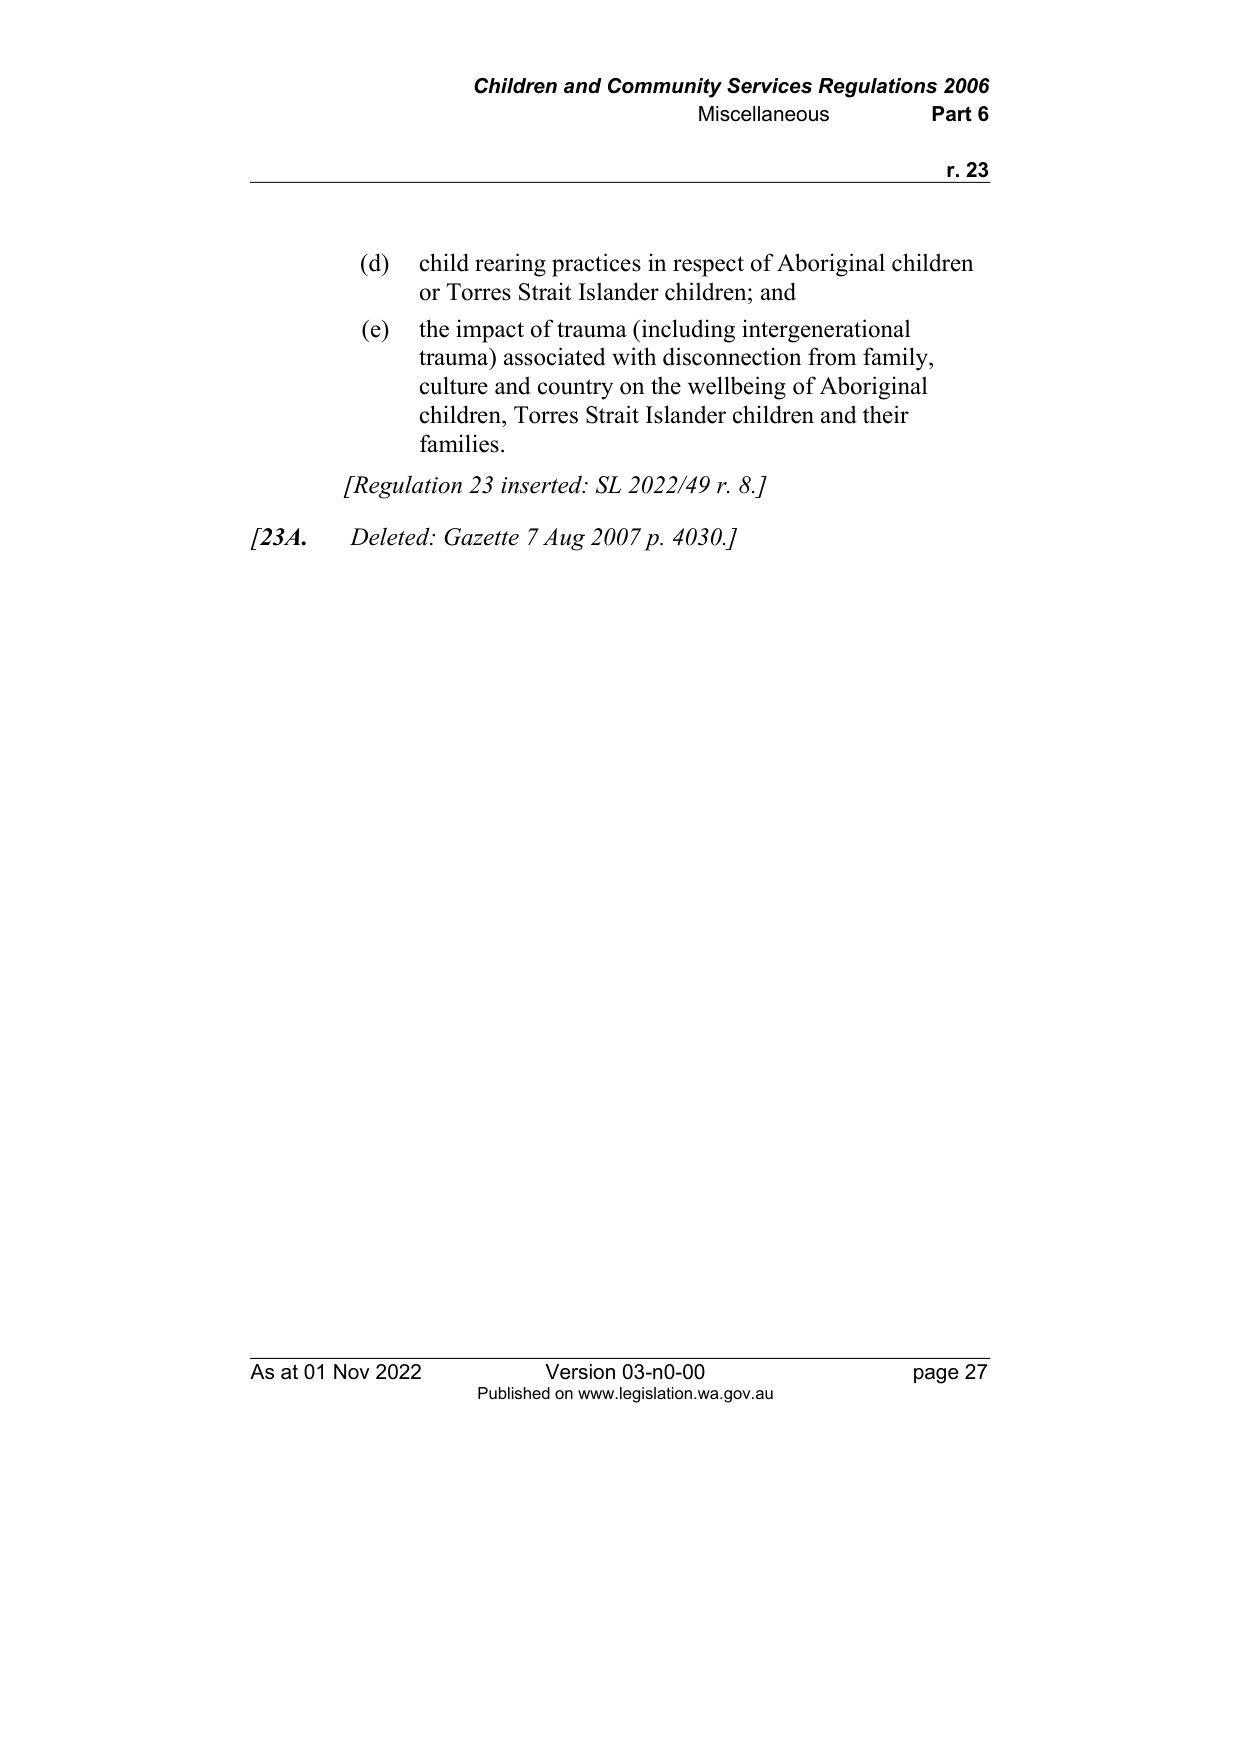 Children and Community Services Regulations 2006
Miscellaneous Part 6
r. 23
(d) child rearing practices in respect of Aboriginal children
or Torres Strait Islander children; and
(e) the impact of trauma (including intergenerational
trauma) associated with disconnection from family,
culture and country on the wellbeing of Aboriginal
children, Torres Strait Islander children and their
families.
[Regulation 23 inserted: SL 2022/49 r. 8.]
[23A. Deleted: Gazette 7 Aug 2007 p. 4030.]
As at 01 Nov 2022 Version 03-n0-00 page 27
Published on www.legislation.wa.gov.au